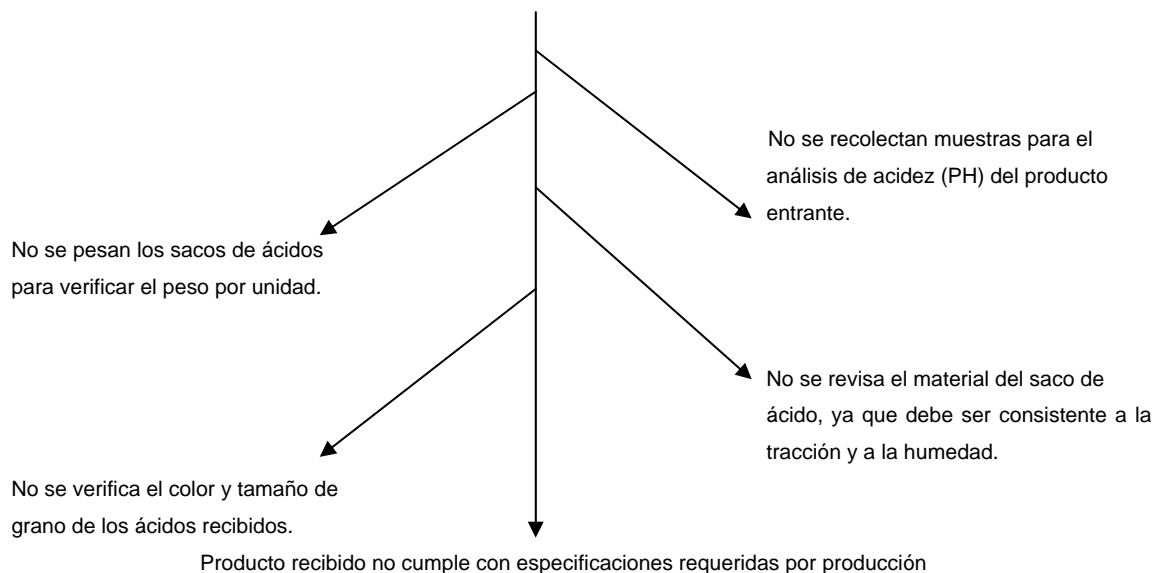 No se recolectan muestras para el
análisis de acidez (PH) del producto
entrante.
No se pesan los sacos de ácidos
para verificar el peso por unidad.
No se revisa el material del saco de
ácido, ya que debe ser consistente a la
tracción y a la humedad.
No se verifica el color y tamaño de
grano de los ácidos recibidos.
Producto recibido no cumple con especificaciones requeridas por producción